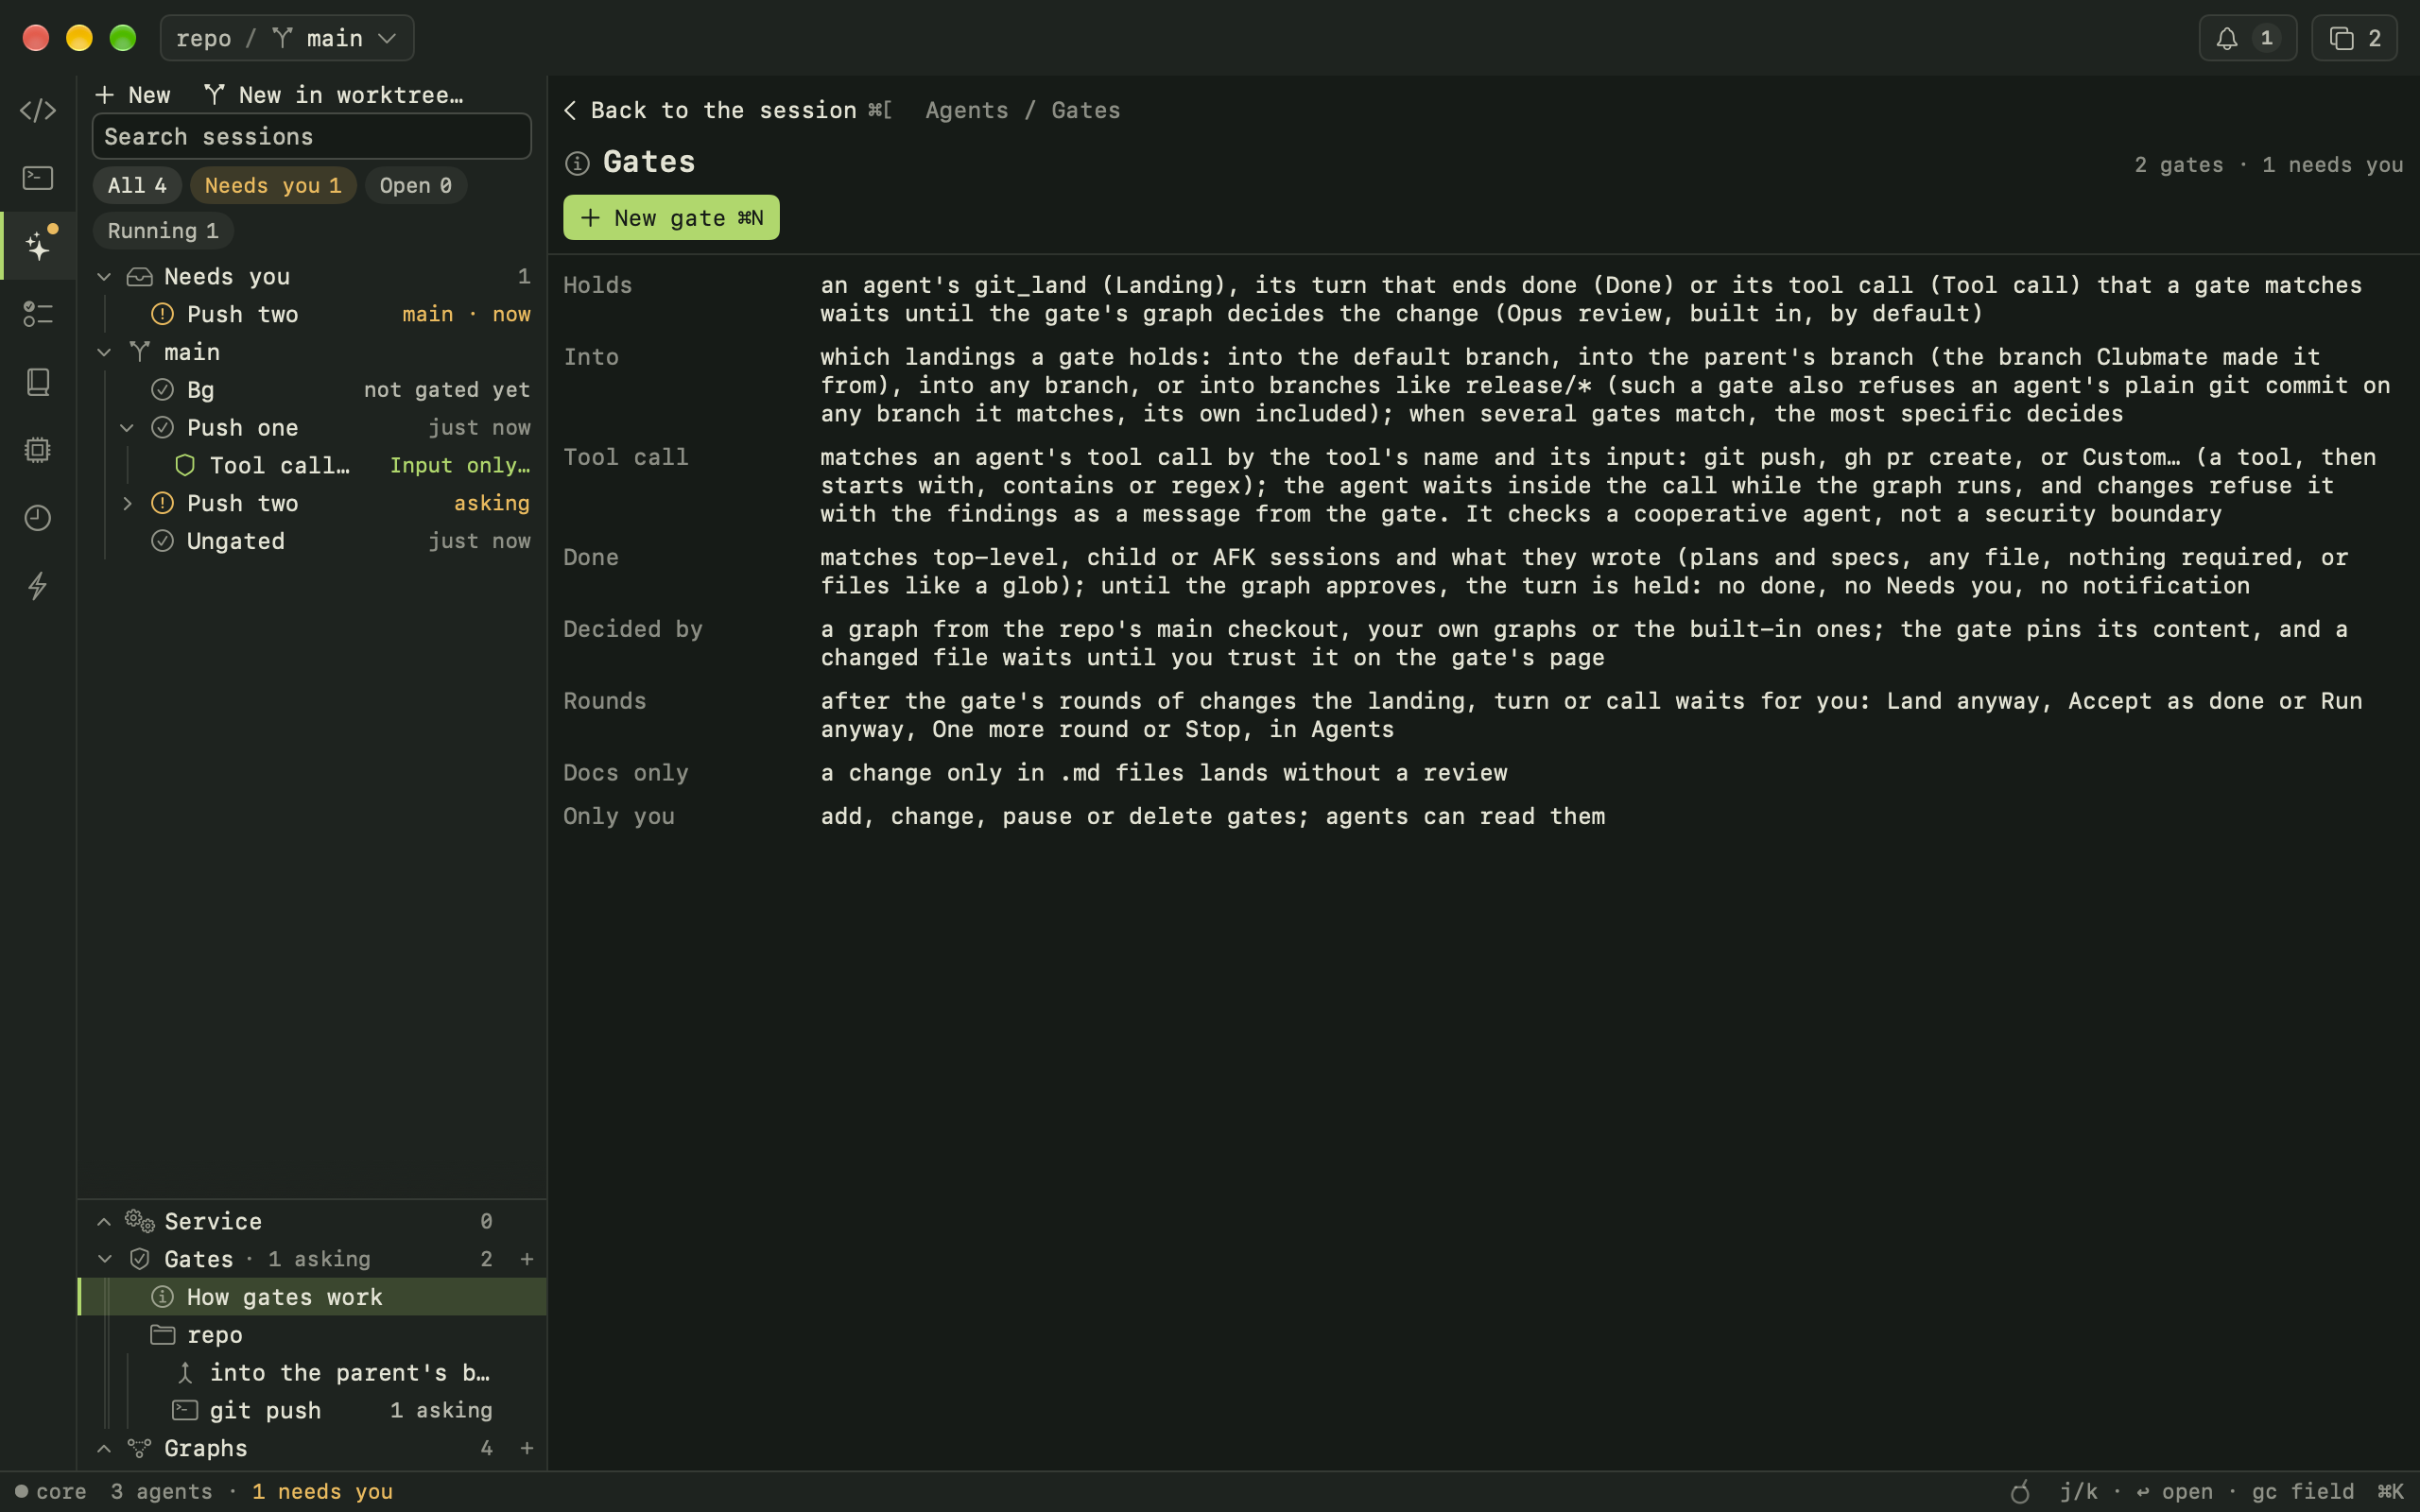 repo / main
1
2
+ New
New in worktree…
Search sessions
All 4
Needs you 1
Open 0
Running 1
Needs you 1
Push two main · now
main
Bg not gated yet
Push one just now
Tool call… Input only…
Push two asking
Ungated just now
Service 0
Gates · 1 asking 2 +
How gates work
repo
into the parent's b…
git push 1 asking
Graphs 4 +
Back to the session ⌘[ Agents / Gates
Gates
2 gates · 1 needs you
+ New gate ⌘N
Holds
an agent's git_land (Landing), its turn that ends done (Done) or its tool call (Tool call) that a gate matches
waits until the gate's graph decides the change (Opus review, built in, by default)
Into
which landings a gate holds: into the default branch, into the parent's branch (the branch Clubmate made it
from), into any branch, or into branches like release/* (such a gate also refuses an agent's plain git commit on
any branch it matches, its own included); when several gates match, the most specific decides
Tool call
matches an agent's tool call by the tool's name and its input: git push, gh pr create, or Custom… (a tool, then
starts with, contains or regex); the agent waits inside the call while the graph runs, and changes refuse it
with the findings as a message from the gate. It checks a cooperative agent, not a security boundary
Done
matches top-level, child or AFK sessions and what they wrote (plans and specs, any file, nothing required, or
files like a glob); until the graph approves, the turn is held: no done, no Needs you, no notification
Decided by
a graph from the repo's main checkout, your own graphs or the built-in ones; the gate pins its content, and a
changed file waits until you trust it on the gate's page
Rounds
after the gate's rounds of changes the landing, turn or call waits for you: Land anyway, Accept as done or Run
anyway, One more round or Stop, in Agents
Docs only
a change only in .md files lands without a review
Only you
add, change, pause or delete gates; agents can read them
core 3 agents · 1 needs you
j/k · ↩ open · gc field ⌘K